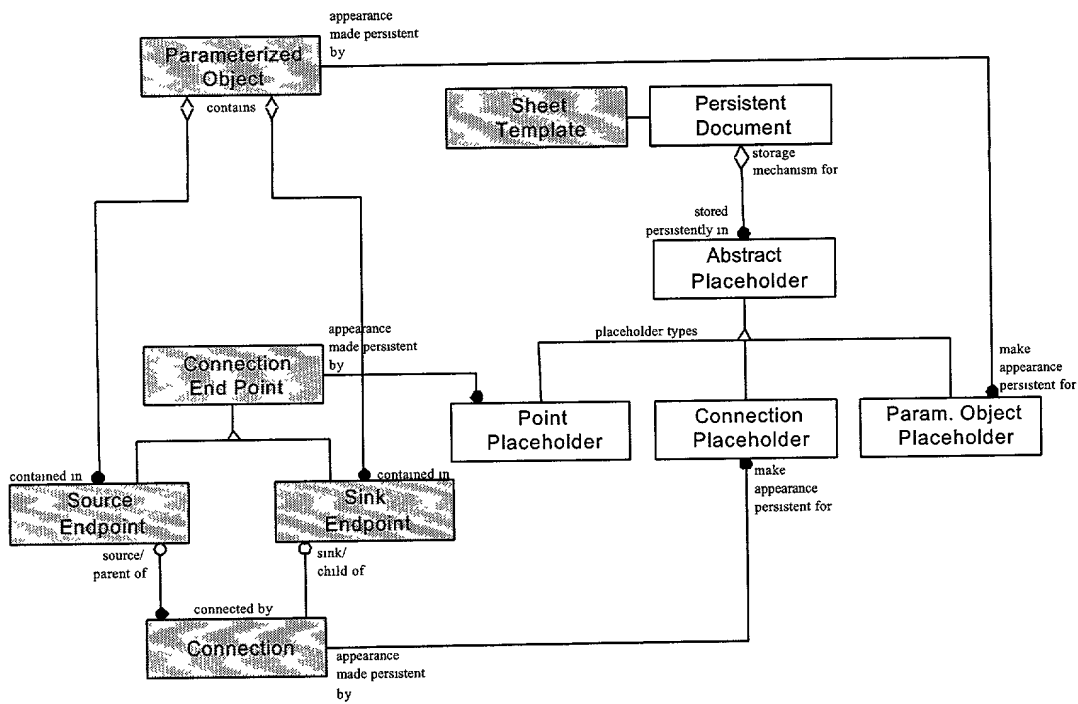 appearance
made persistent
by
Parameterized
Object
contains
Sheet
Template
Persistent
Document
storage
mechanism for
stored
persistently in
Abstract
Placeholder
placeholder types
appearance
made persistent
by
Connection
End Point
make
appearance
persistent for
Point
Placeholder
Connection
Placeholder
Param. Object
Placeholder
contained in
contained in
Source
Endpoint
Sink
Endpoint
make
appearance
persistent for
source/
parent of
sink/
child of
connected by
Connection
appearance
made persistent
by